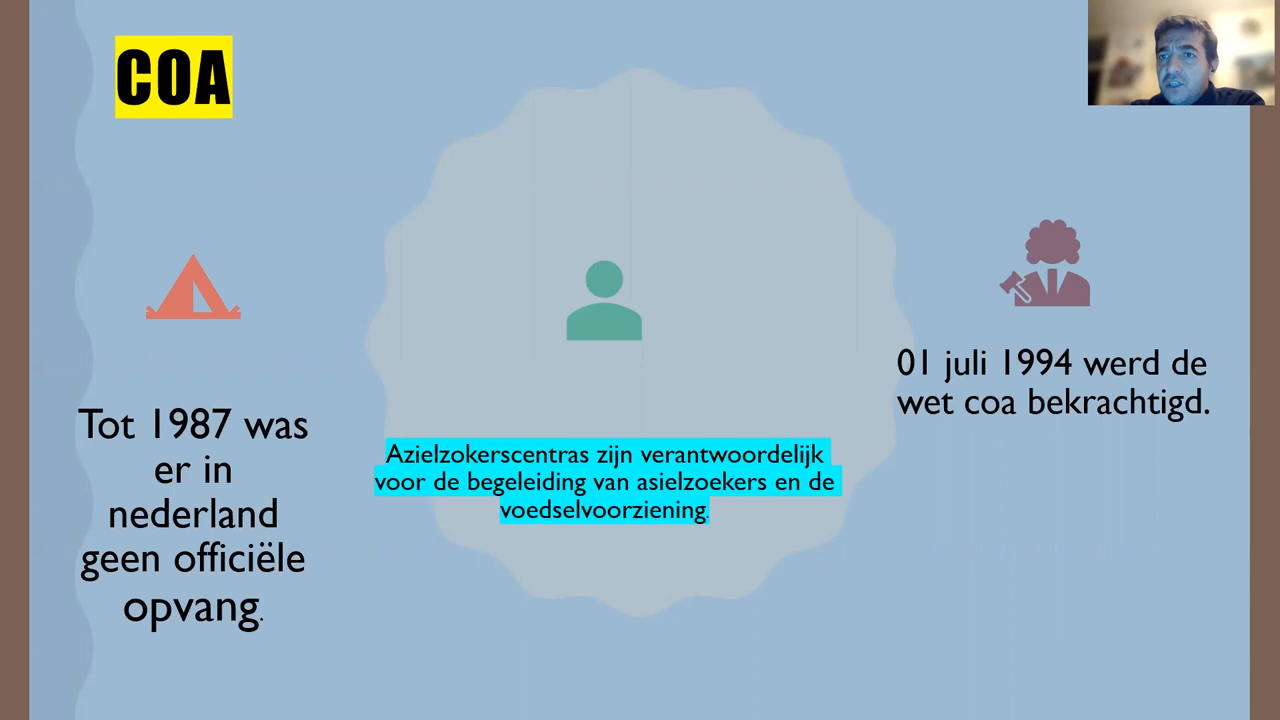 COA
Tot 1987 was
er in
nederland
geen officiële
opvang.
Azielzokerscentras zijn verantwoordelijk
voor de begeleiding van asielzoekers en de
voedselvoorziening.
01 juli 1994 werd de
wet coa bekrachtigd.